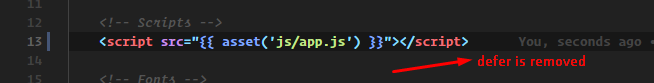 11
12 <!-- Scripts -->
13 <script src="{{ asset('js/app.js') }}"></script> You, seconds ago •
defer is removed
14
15 <!-- Fonts -->